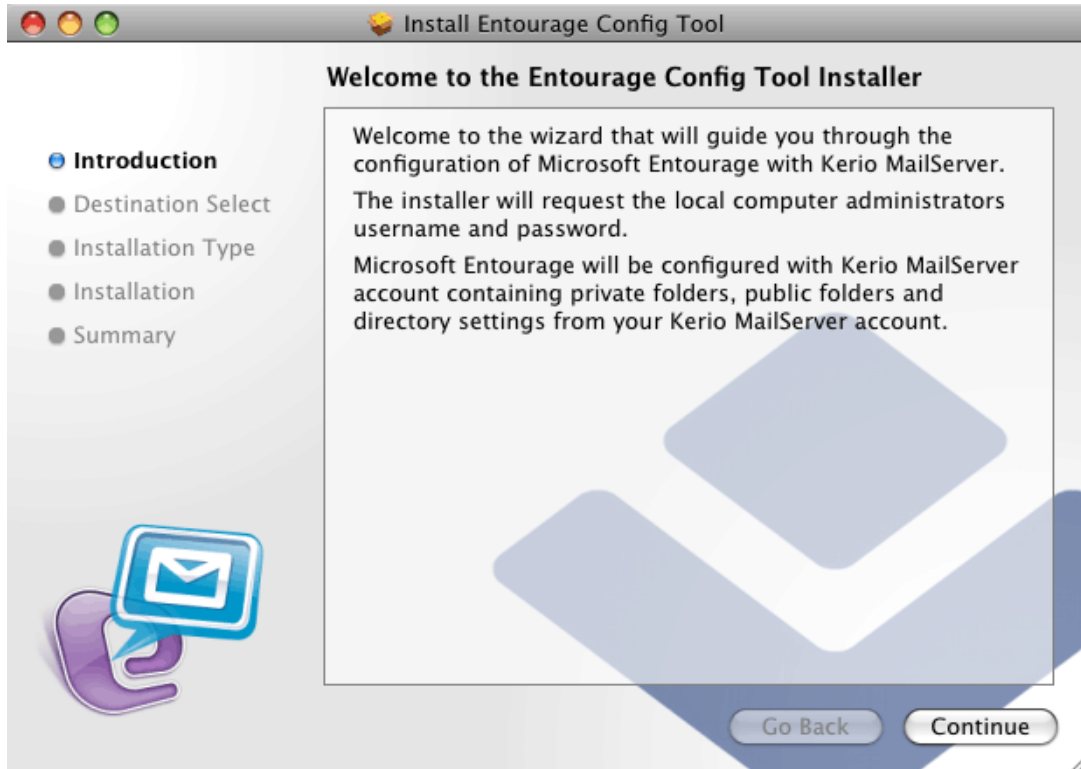 Install Entourage Config Tool
Welcome to the Entourage Config Tool Installer
Introduction
Destination Select
Installation Type
Installation
Summary
Welcome to the wizard that will guide you through the
configuration of Microsoft Entourage with Kerio MailServer.
The installer will request the local computer administrators
username and password.
Microsoft Entourage will be configured with Kerio MailServer
account containing private folders, public folders and
directory settings from your Kerio MailServer account.
Go Back
Continue